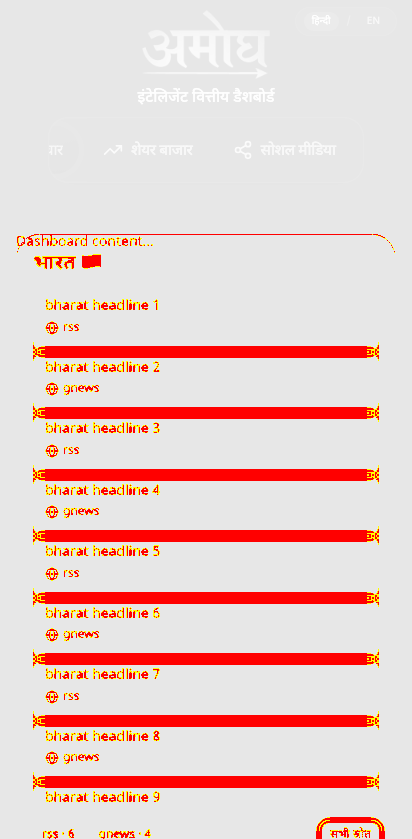 हिन्दी | EN
अमोघ
इंटेलिजेंट वित्तीय डैशबोर्ड
शेयर बाजार सोशल मीडिया
Dashboard content...
भारत
bharat headline 1
rss
bharat headline 2
gnews
bharat headline 3
rss
bharat headline 4
gnews
bharat headline 5
rss
bharat headline 6
gnews
bharat headline 7
rss
bharat headline 8
gnews
bharat headline 9
rss · 6 gnews · 4 सभी स्रोत